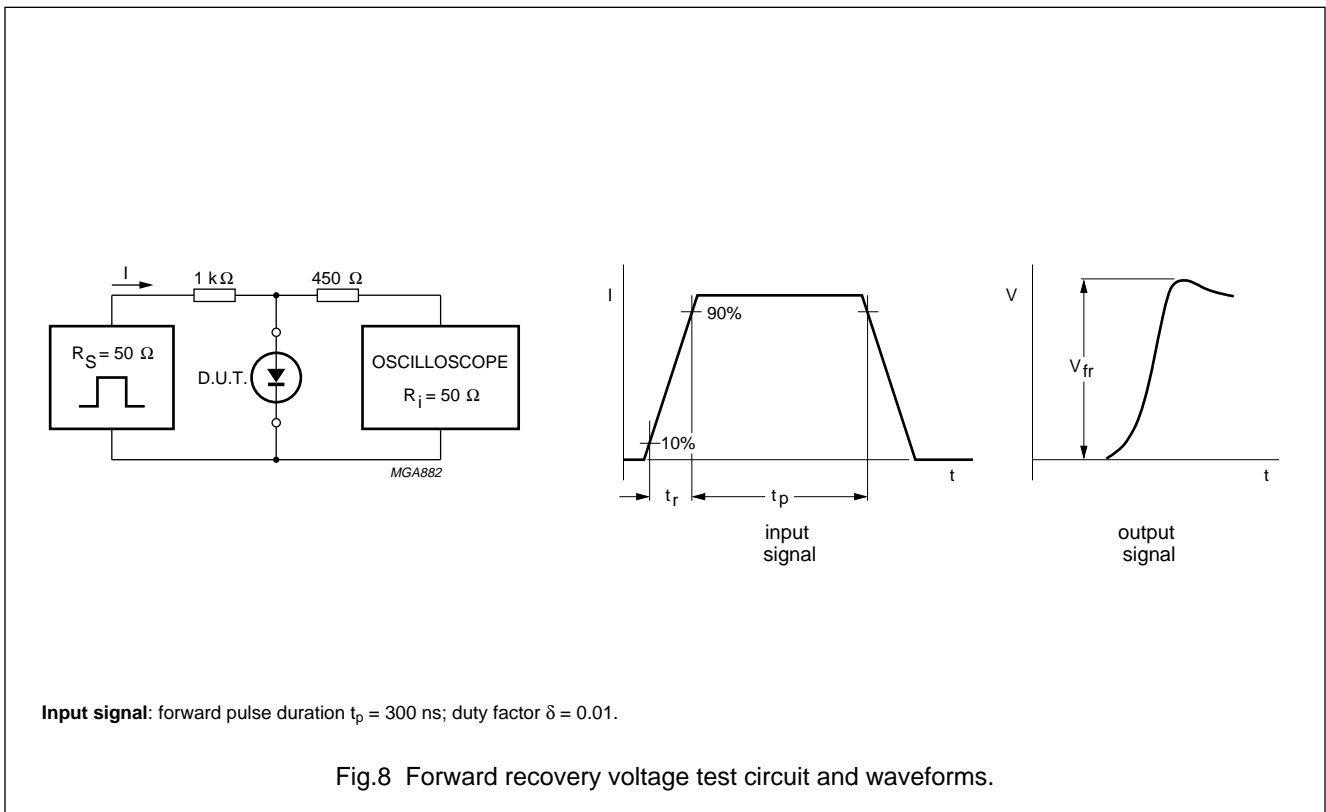 I
1 kΩ
450 Ω
R_S = 50 Ω
D.U.T.
OSCILLOSCOPE
R_i = 50 Ω
MGA882
I
90%
10%
t_r
t_p
t
input
signal
V
V_fr
t
output
signal
Input signal: forward pulse duration t_p = 300 ns; duty factor δ = 0.01.
Fig.8 Forward recovery voltage test circuit and waveforms.